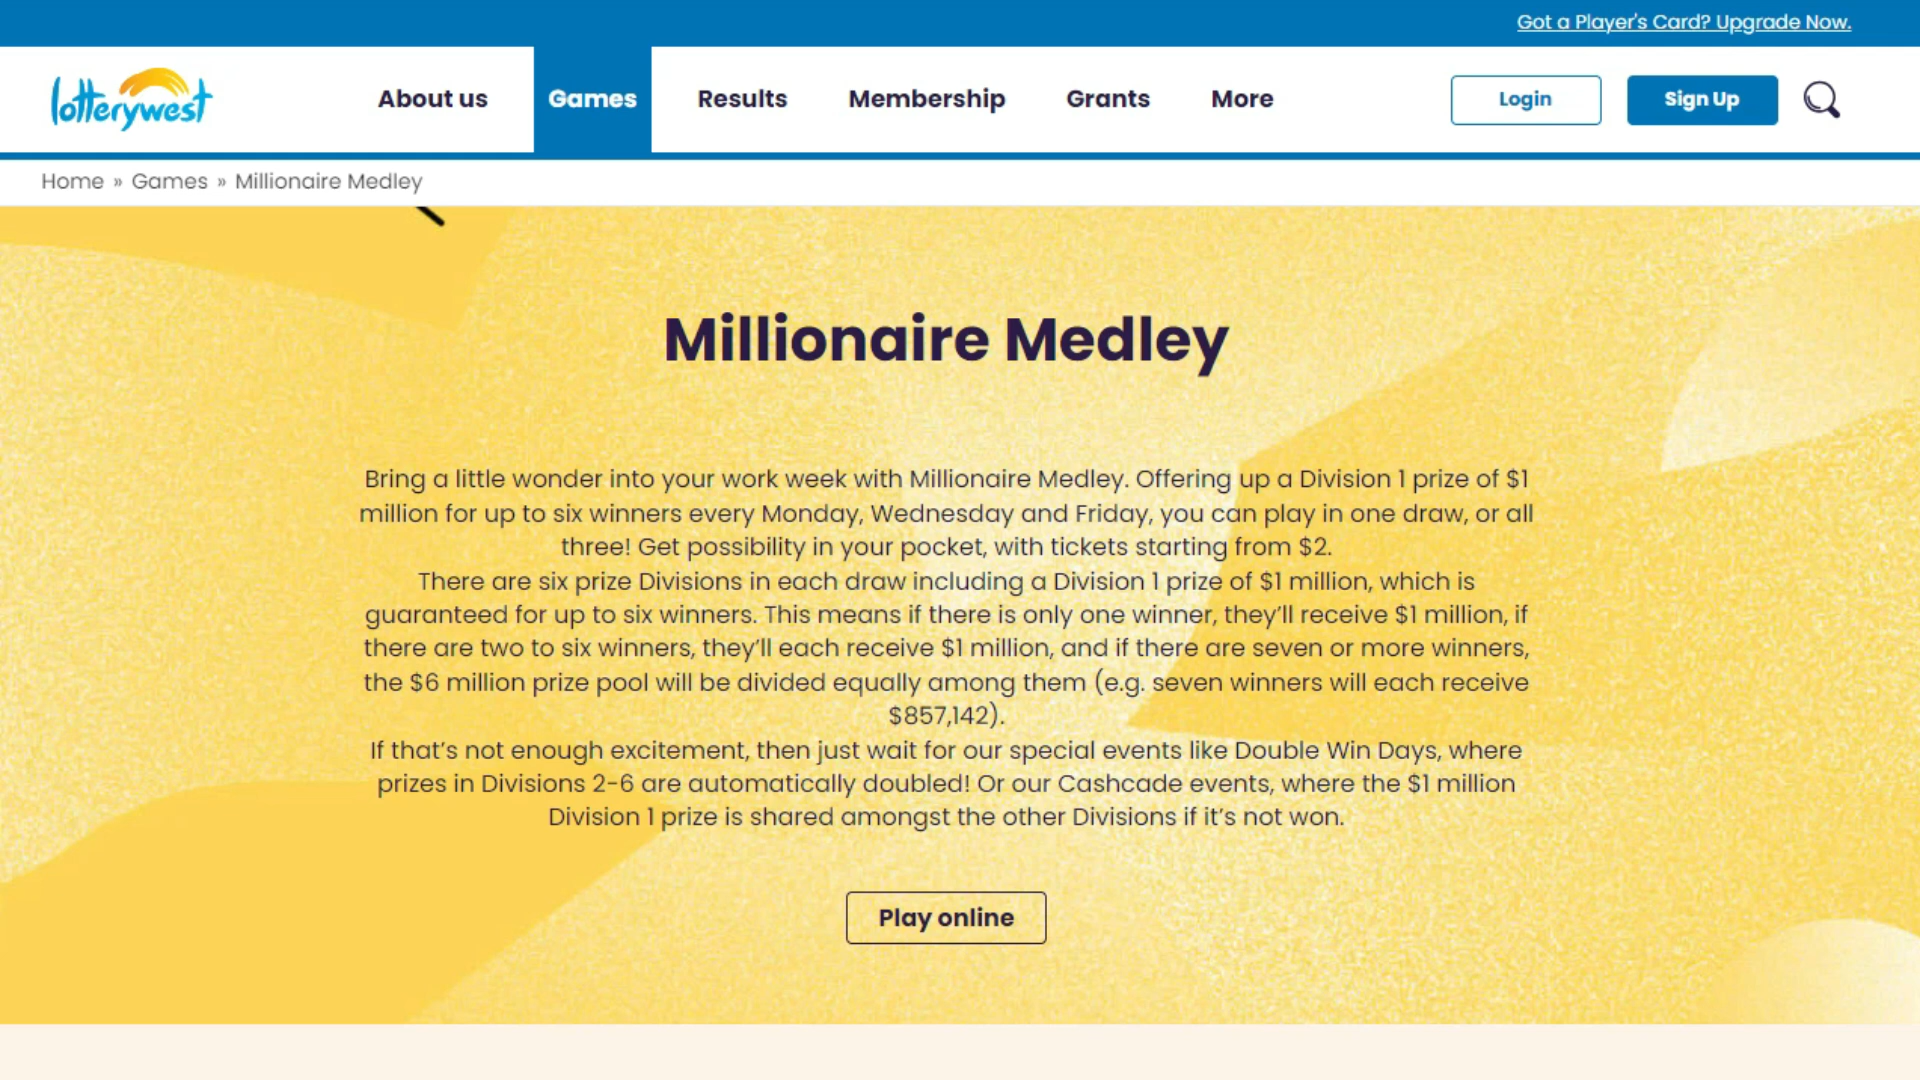 Got a Player's Card? Upgrade Now.
lotterywest
About us
Games
Results
Membership
Grants
More
Login
Sign Up
Home » Games » Millionaire Medley
Millionaire Medley
Bring a little wonder into your work week with Millionaire Medley. Offering up a Division 1 prize of $1
million for up to six winners every Monday, Wednesday and Friday, you can play in one draw, or all
three! Get possibility in your pocket, with tickets starting from $2.
There are six prize Divisions in each draw including a Division 1 prize of $1 million, which is
guaranteed for up to six winners. This means if there is only one winner, they’ll receive $1 million, if
there are two to six winners, they’ll each receive $1 million, and if there are seven or more winners,
the $6 million prize pool will be divided equally among them (e.g. seven winners will each receive
$857,142).
If that’s not enough excitement, then just wait for our special events like Double Win Days, where
prizes in Divisions 2-6 are automatically doubled! Or our Cashcade events, where the $1 million
Division 1 prize is shared amongst the other Divisions if it’s not won.
Play online